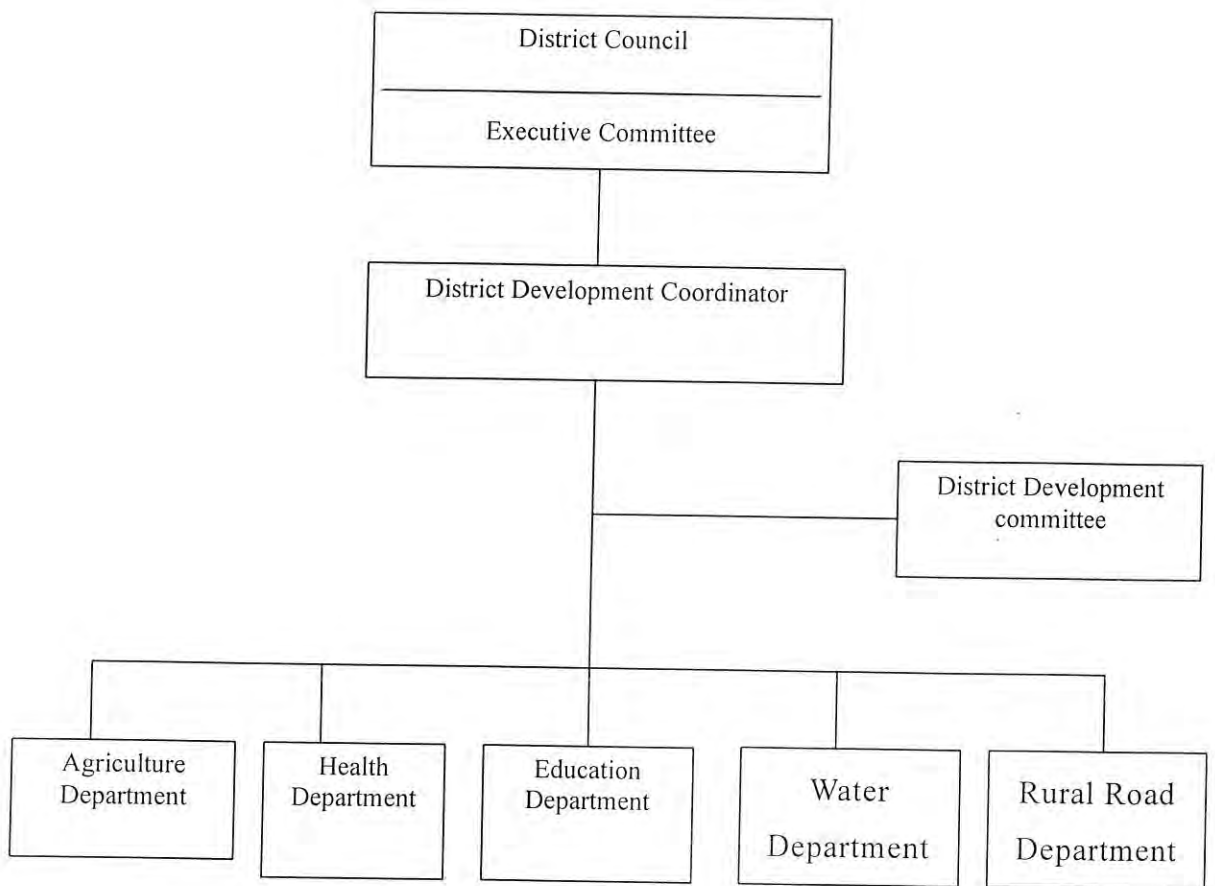 District Council
Executive Committee
District Development Coordinator
District Development
committee
Agriculture
Department
Health
Department
Education
Department
Water
Department
Rural Road
Department